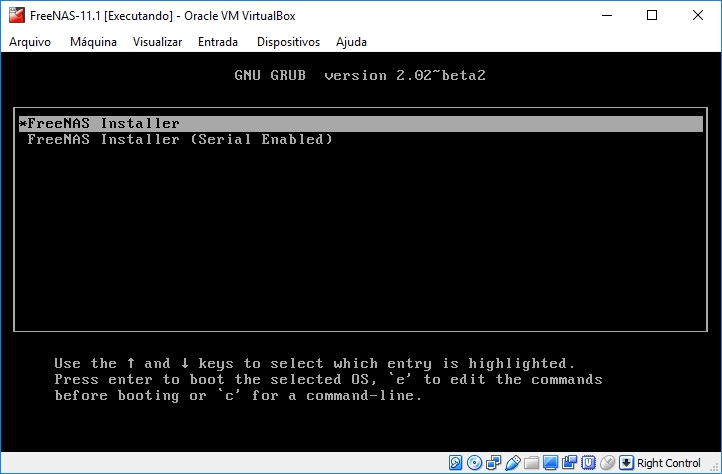 FreeNAS-11.1 [Executando] - Oracle VM VirtualBox
Arquivo Máquina Visualizar Entrada Dispositivos Ajuda
GNU GRUB version 2.02~beta2
*FreeNAS Installer
FreeNAS Installer (Serial Enabled)
Use the ↑ and ↓ keys to select which entry is highlighted.
Press enter to boot the selected OS, `e' to edit the commands
before booting or `c' for a command-line.
Right Control